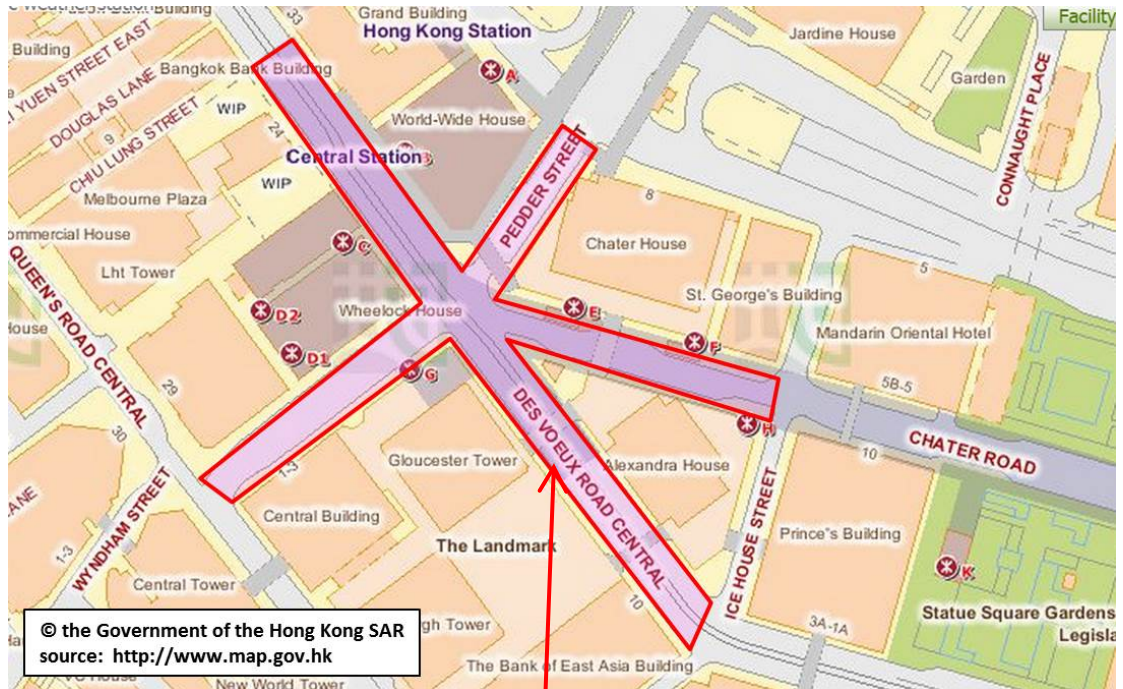 Facility
33
Grand Building
Hong Kong Station
Jardine House
Building
YUEN STREET EAST
DOUGLAS LANE
Bangkok Bank Building
A
Garden
CONNAUGHT PLACE
9
CHIU LUNG STREET
WIP
24
World-Wide House
Central Station
WIP
PEDDER STREET
8
Melbourne Plaza
Chater House
House
C
QUEEN'S ROAD CENTRAL
Lht Tower
5
St. George's Building
D2
Wheelock House
E
Mandarin Oriental Hotel
D1
F
G
29
5B-5
DES VOEUX ROAD CENTRAL
30
H
CHATER ROAD
1-3
Gloucester Tower
Alexandra House
10
LANE
WYNDHAM STREET
Central Building
ICE HOUSE STREET
Prince's Building
The Landmark
1-3
K
Central Tower
10
Statue Square Gardens
3A-1A
© the Government of the Hong Kong SAR
source: http://www.map.gov.hk
Tower
The Bank of East Asia Building
New World Tower